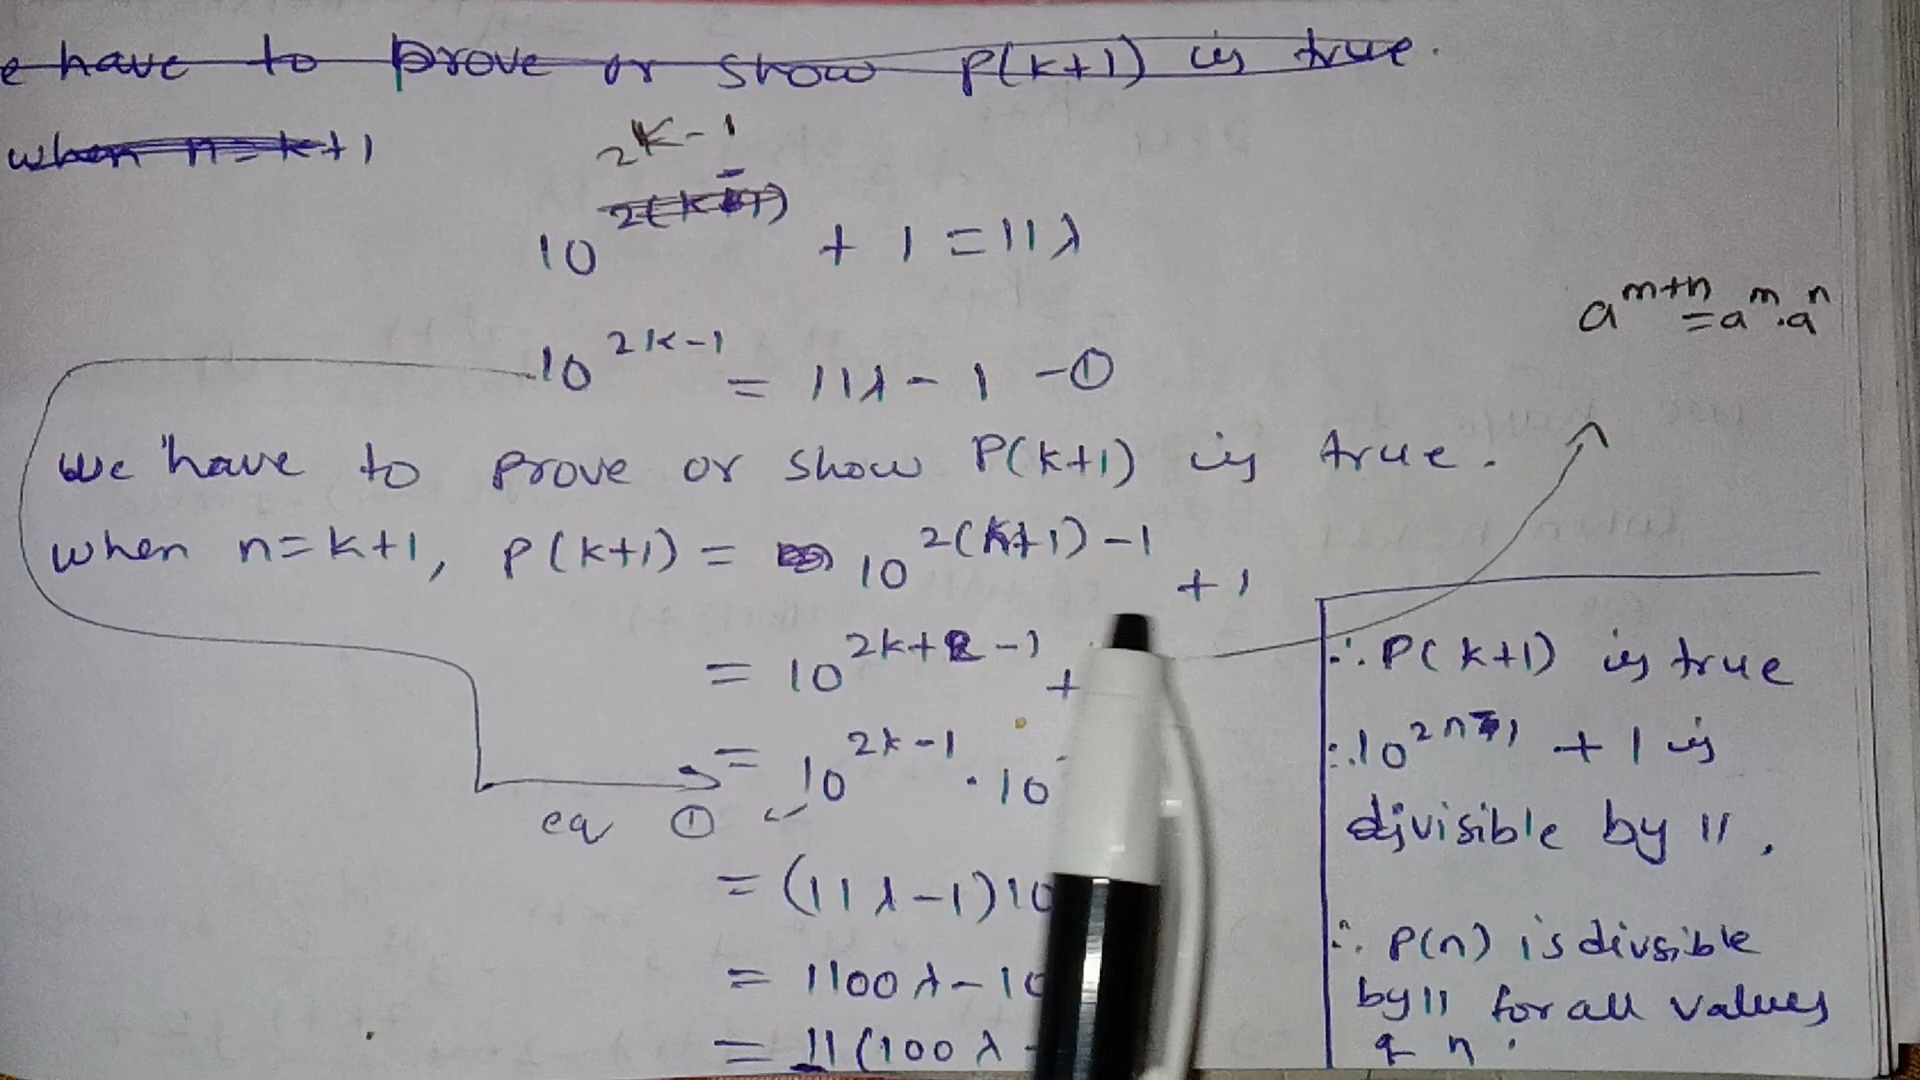 e have to prove or show P(k+1) is true.
when n=k+1
2k-1
2(k+1)
10 + 1 = 11λ
a^m+n = a^m . a^n
10^2k-1 = 11λ - 1 - ①
we have to prove or show P(k+1) is true.
when n=k+1, P(k+1) = 10^2(k+1)-1 + 1
= 10^2k+2-1 +
= 10^2k-1 . 10
eq ①
= (11λ-1)10
= 1100λ - 10
= 11(100λ -
∴ P(k+1) is true
∴ 10^2n-1 + 1 is
divisible by 11.
∴ P(n) is divsible
by 11 for all values
of n.